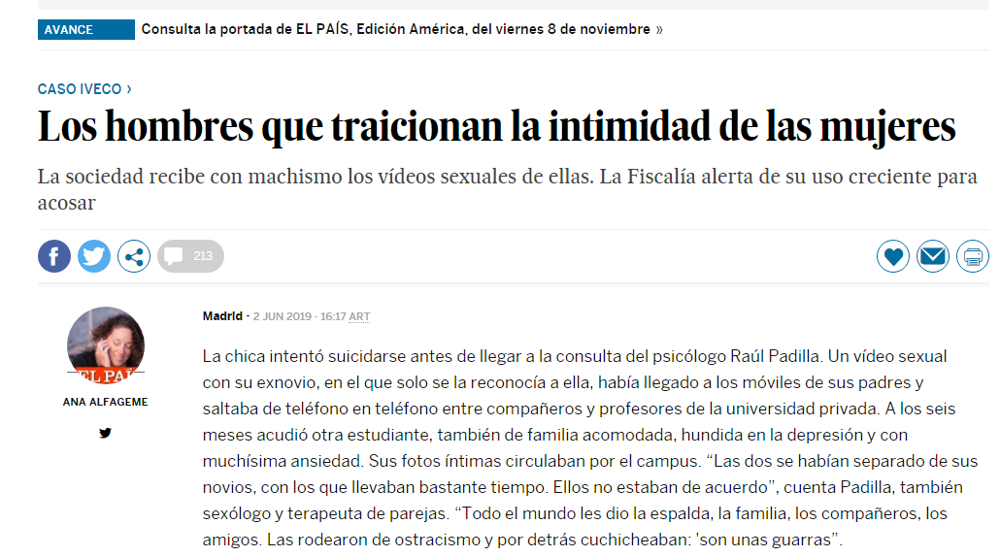 AVANCE Consulta la portada de EL PAÍS, Edición América, del viernes 8 de noviembre »
CASO IVECO ›
Los hombres que traicionan la intimidad de las mujeres
La sociedad recibe con machismo los vídeos sexuales de ellas. La Fiscalía alerta de su uso creciente para
acosar
f 213
EL PAÍ
ANA ALFAGEME
Madrid - 2 JUN 2019 - 16:17 ART
La chica intentó suicidarse antes de llegar a la consulta del psicólogo Raúl Padilla. Un vídeo sexual
con su exnovio, en el que solo se la reconocía a ella, había llegado a los móviles de sus padres y
saltaba de teléfono en teléfono entre compañeros y profesores de la universidad privada. A los seis
meses acudió otra estudiante, también de familia acomodada, hundida en la depresión y con
muchísima ansiedad. Sus fotos íntimas circulaban por el campus. “Las dos se habían separado de sus
novios, con los que llevaban bastante tiempo. Ellos no estaban de acuerdo”, cuenta Padilla, también
sexólogo y terapeuta de parejas. “Todo el mundo les dio la espalda, la familia, los compañeros, los
amigos. Las rodearon de ostracismo y por detrás cuchicheaban: 'son unas guarras”.